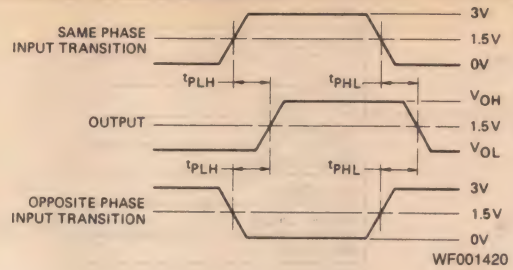 SAME PHASE
INPUT TRANSITION
3V
1.5V
0V
tPLH
tPHL
OUTPUT
VOH
1.5V
VOL
tPLH
tPHL
OPPOSITE PHASE
INPUT TRANSITION
3V
1.5V
0V
WF001420